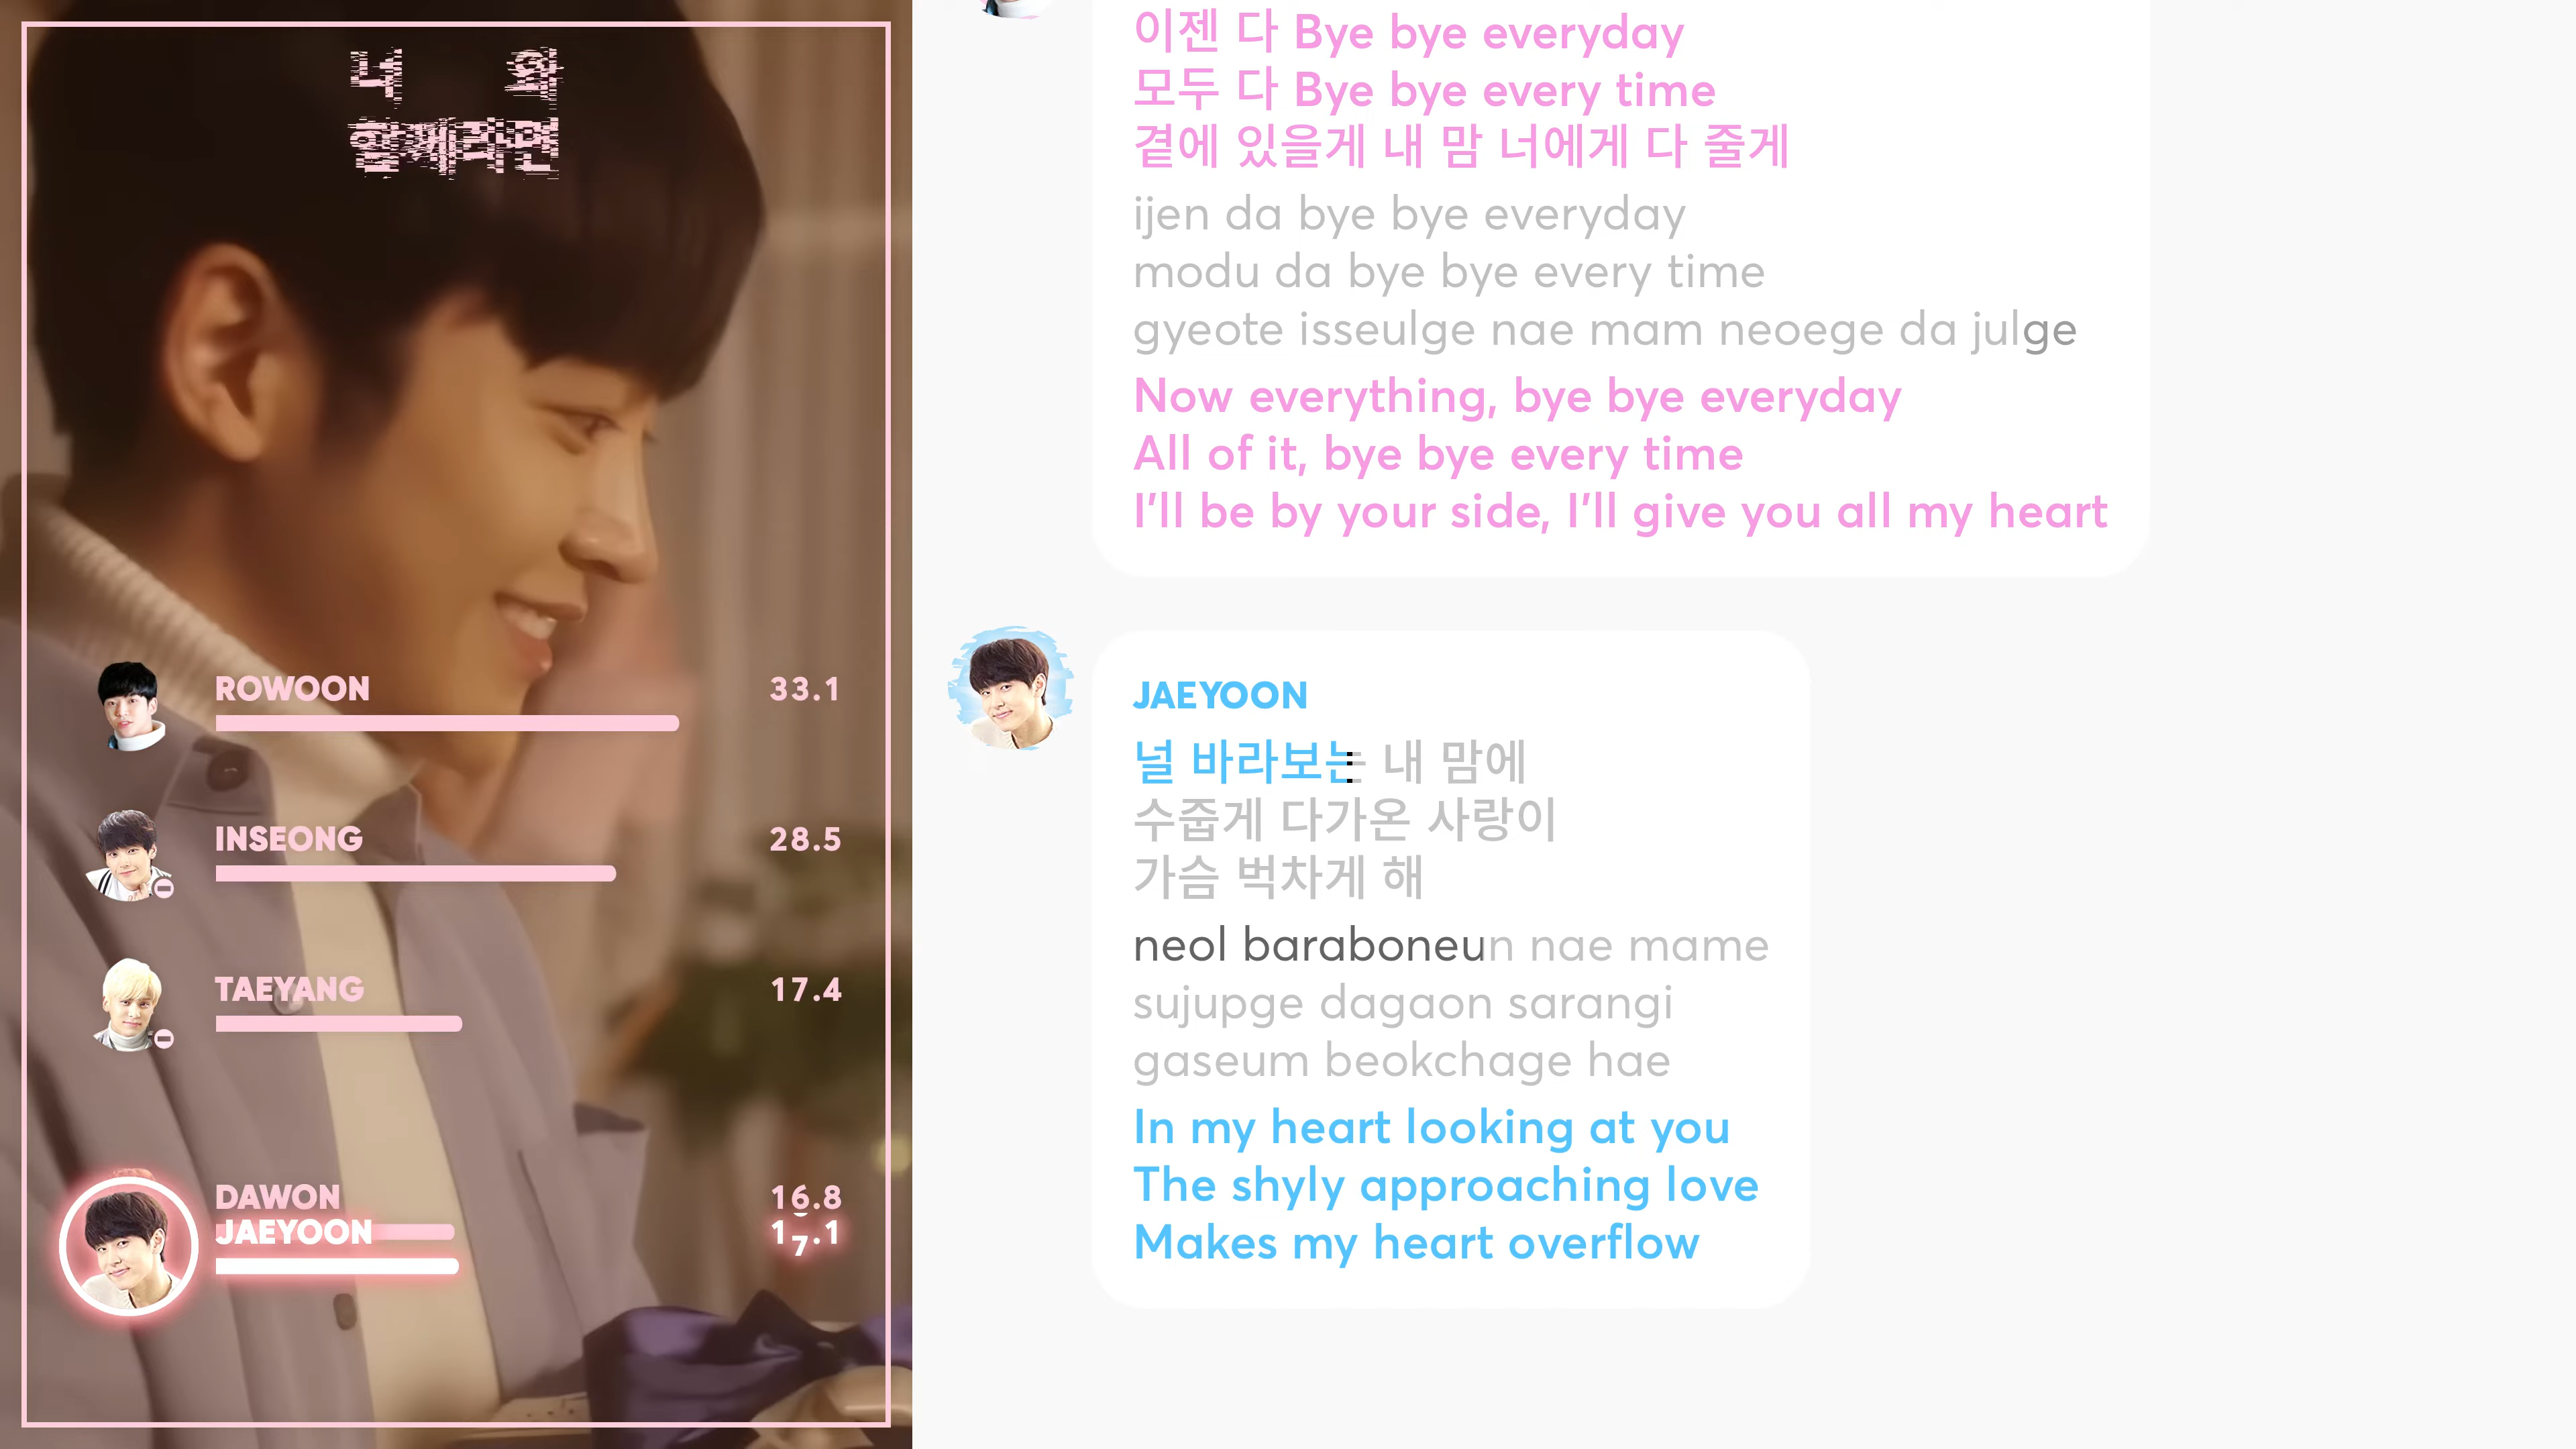 함께라면
ROWOON 33.1
INSEONG 28.5
TAEYANG 17.4
DAWON 16.8
JAEYOON 17.1
이젠 다 Bye bye everyday
모두 다 Bye bye every time
곁에 있을게 내 맘 너에게 다 줄게
ijen da bye bye everyday
modu da bye bye every time
gyeote isseulge nae mam neoege da julge
Now everything, bye bye everyday
All of it, bye bye every time
I'll be by your side, I'll give you all my heart
JAEYOON
널 바라보는 내 맘에
수줍게 다가온 사랑이
가슴 벅차게 해
neol baraboneun nae mame
sujupge dagaon sarangi
gaseum beokchage hae
In my heart looking at you
The shyly approaching love
Makes my heart overflow